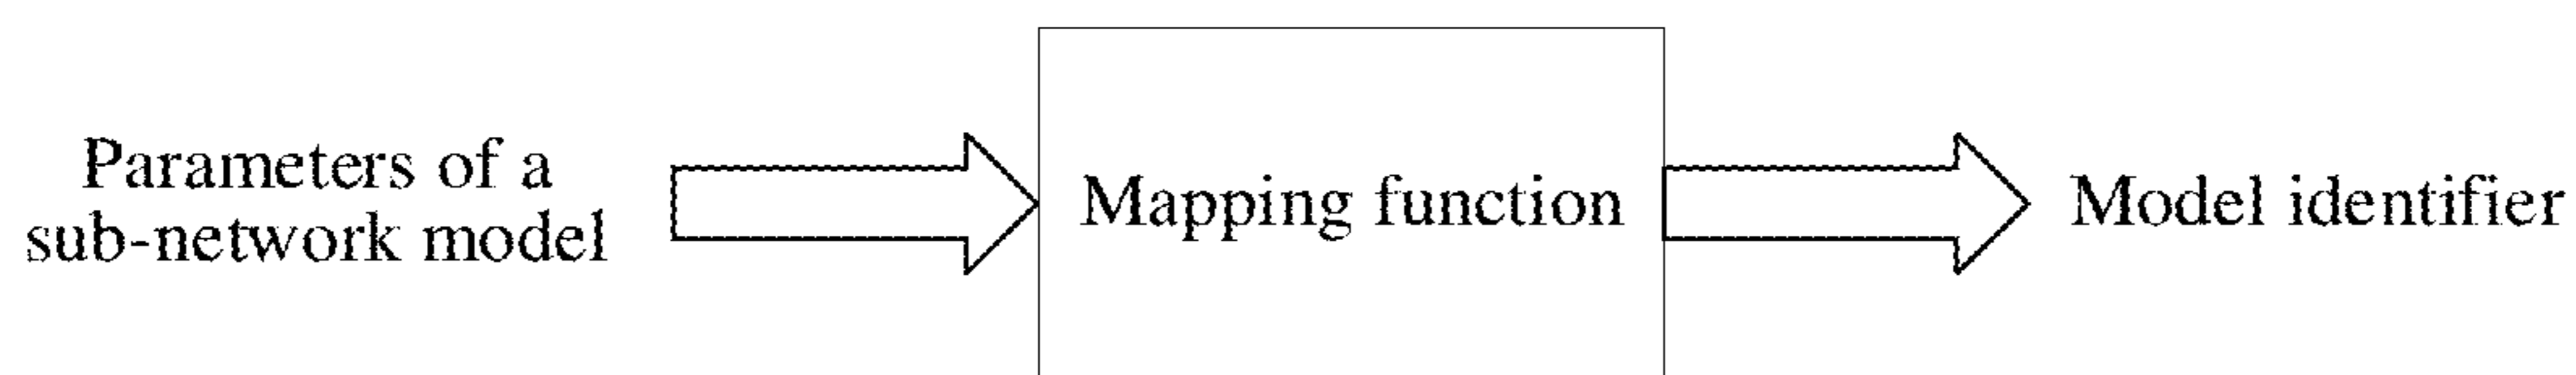 Parameters of a
sub-network model
Mapping function
Model identifier